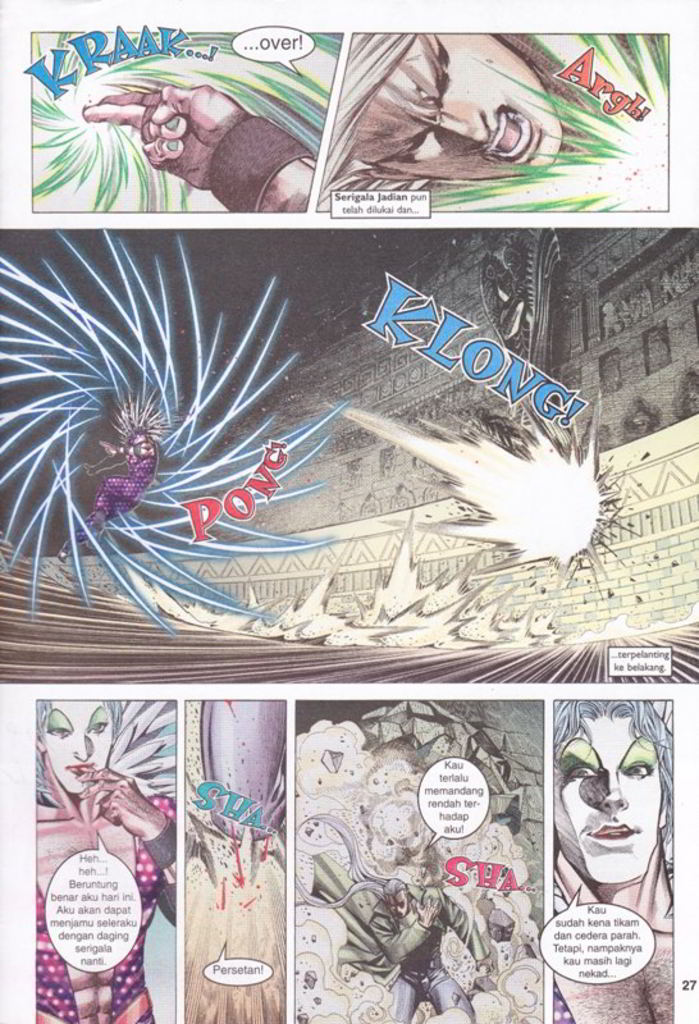 KRAAK...!
...over!
Argh!
Serigala Jadian pun
telah dilukai dan...
KLONG!
PONG!
...terpelanting
ke belakang.
Heh...
heh...!
Beruntung
benar aku hari ini.
Aku akan dapat
menjamu seleraku
dengan daging
serigala
nanti.
SHA..
Persetan!
Kau
terlalu
memandang
rendah ter-
hadap
aku!
SHA..
Kau
sudah kena tikam
dan cedera parah.
Tetapi, nampaknya
kau masih lagi
nekad...
27